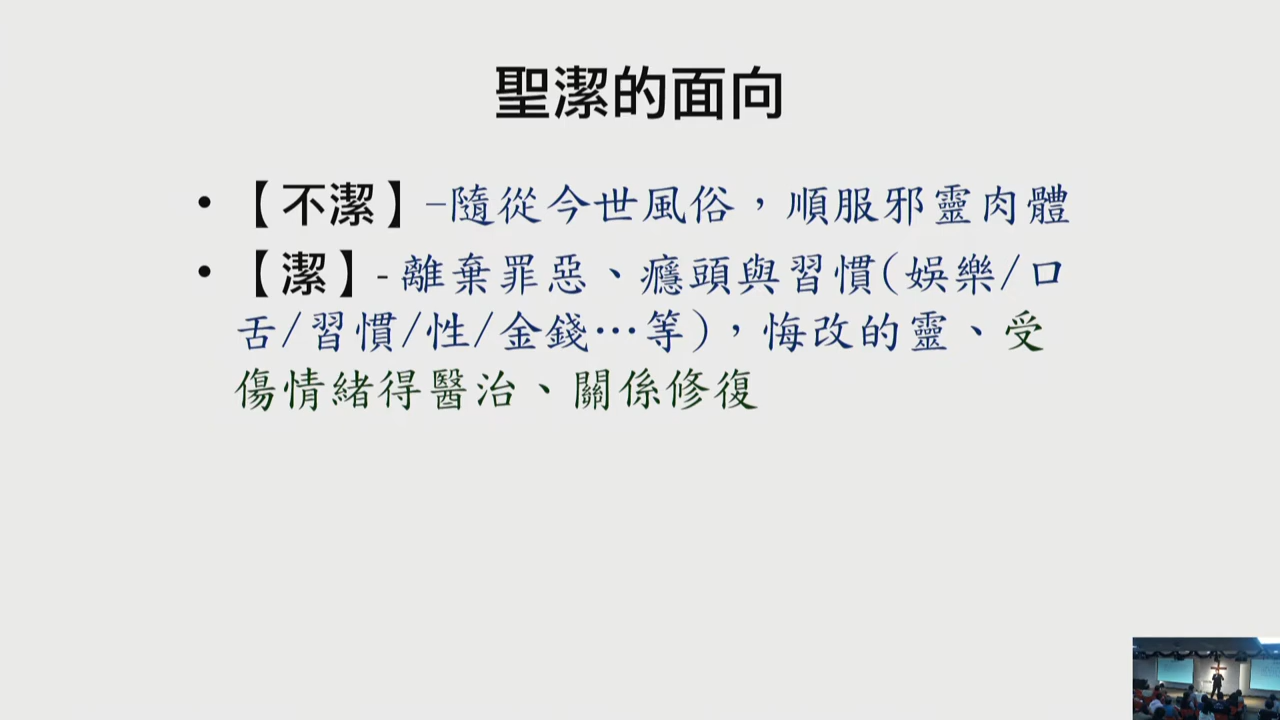 聖潔的面向
•【不潔】–隨從今世風俗，順服邪靈肉體
•【潔】- 離棄罪惡、癮頭與習慣(娛樂/口
舌/習慣/性/金錢…等)，悔改的靈、受
傷情緒得醫治、關係修復